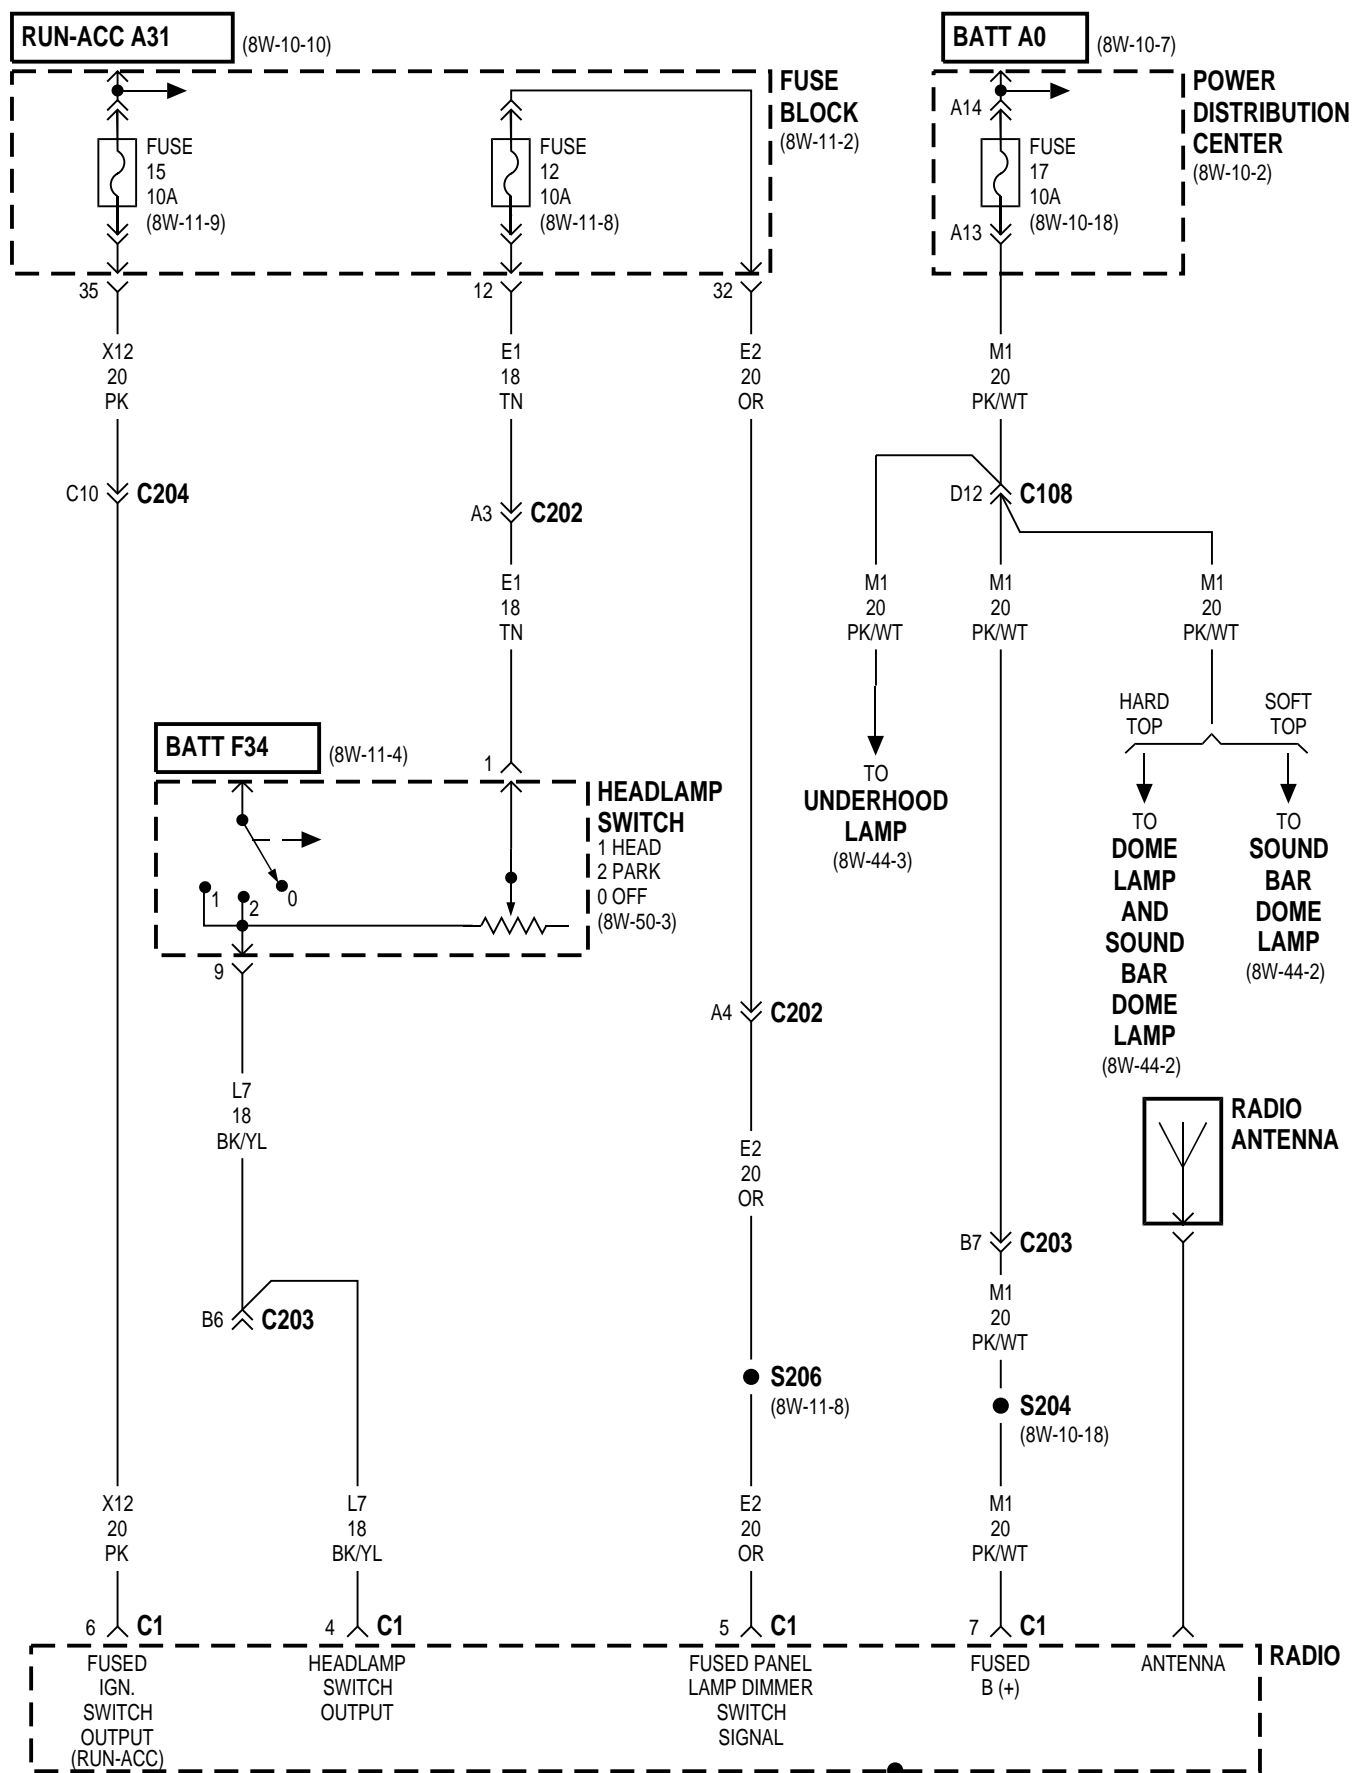 RUN-ACC A31
(8W-10-10)
BATT A0
(8W-10-7)
FUSE
BLOCK
(8W-11-2)
POWER
DISTRIBUTION
CENTER
(8W-10-2)
FUSE
15
10A
(8W-11-9)
FUSE
12
10A
(8W-11-8)
A14
FUSE
17
10A
(8W-10-18)
A13
35
12
32
X12
20
PK
E1
18
TN
E2
20
OR
M1
20
PK/WT
C10
C204
A3
C202
D12
C108
E1
18
TN
M1
20
PK/WT
M1
20
PK/WT
M1
20
PK/WT
HARD
TOP
SOFT
TOP
BATT F34
(8W-11-4)
1
HEADLAMP
SWITCH
1 HEAD
2 PARK
0 OFF
(8W-50-3)
1
2
0
9
TO
UNDERHOOD
LAMP
(8W-44-3)
TO
DOME
LAMP
AND
SOUND
BAR
DOME
LAMP
(8W-44-2)
TO
SOUND
BAR
DOME
LAMP
(8W-44-2)
A4
C202
L7
18
BK/YL
E2
20
OR
RADIO
ANTENNA
B7
C203
M1
20
PK/WT
B6
C203
S206
(8W-11-8)
S204
(8W-10-18)
X12
20
PK
L7
18
BK/YL
E2
20
OR
M1
20
PK/WT
6
C1
4
C1
5
C1
7
C1
RADIO
FUSED
IGN.
SWITCH
OUTPUT
(RUN-ACC)
HEADLAMP
SWITCH
OUTPUT
FUSED PANEL
LAMP DIMMER
SWITCH
SIGNAL
FUSED
B (+)
ANTENNA